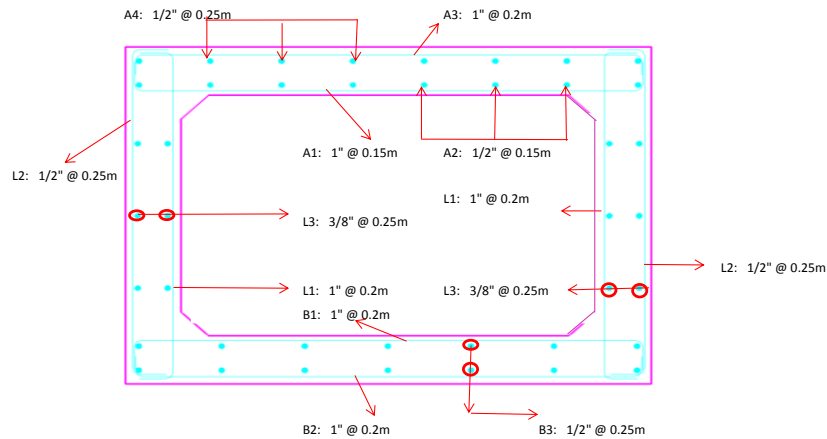 A4: 1/2" @ 0.25m
A3: 1" @ 0.2m
A1: 1" @ 0.15m
A2: 1/2" @ 0.15m
L2: 1/2" @ 0.25m
L1: 1" @ 0.2m
L3: 3/8" @ 0.25m
L2: 1/2" @ 0.25m
L1: 1" @ 0.2m
L3: 3/8" @ 0.25m
B1: 1" @ 0.2m
B2: 1" @ 0.2m
B3: 1/2" @ 0.25m